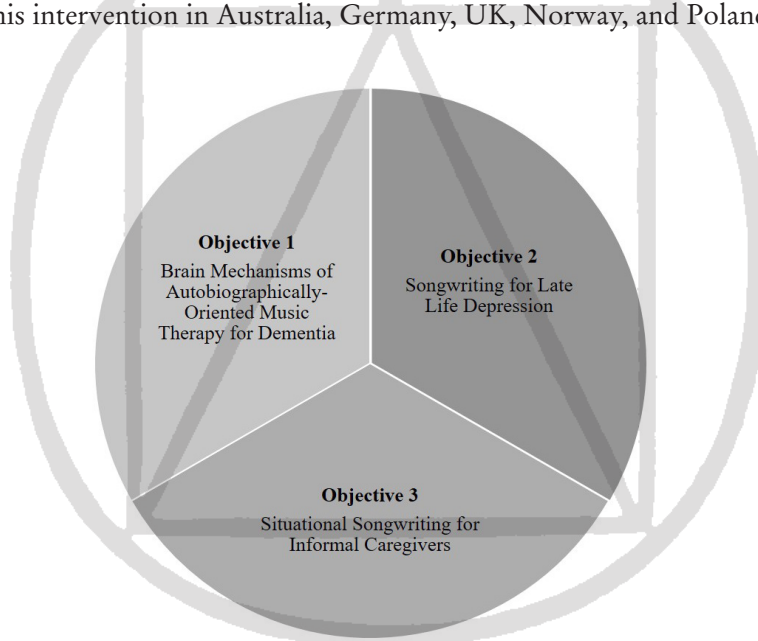 his intervention in Australia, Germany, UK, Norway, and Poland
Objective 1
Brain Mechanisms of
Autobiographically-
Oriented Music
Therapy for Dementia
Objective 2
Songwriting for Late
Life Depression
Objective 3
Situational Songwriting for
Informal Caregivers